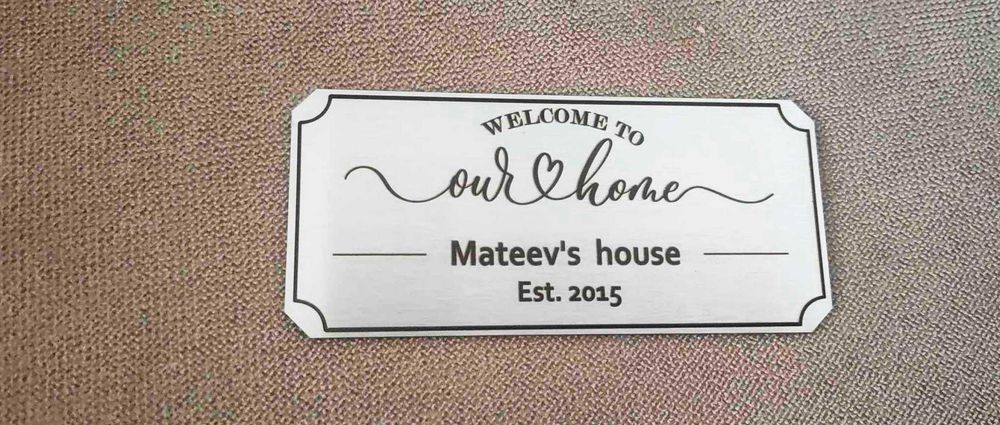 WELCOME TO
our home
Mateev's house
Est. 2015